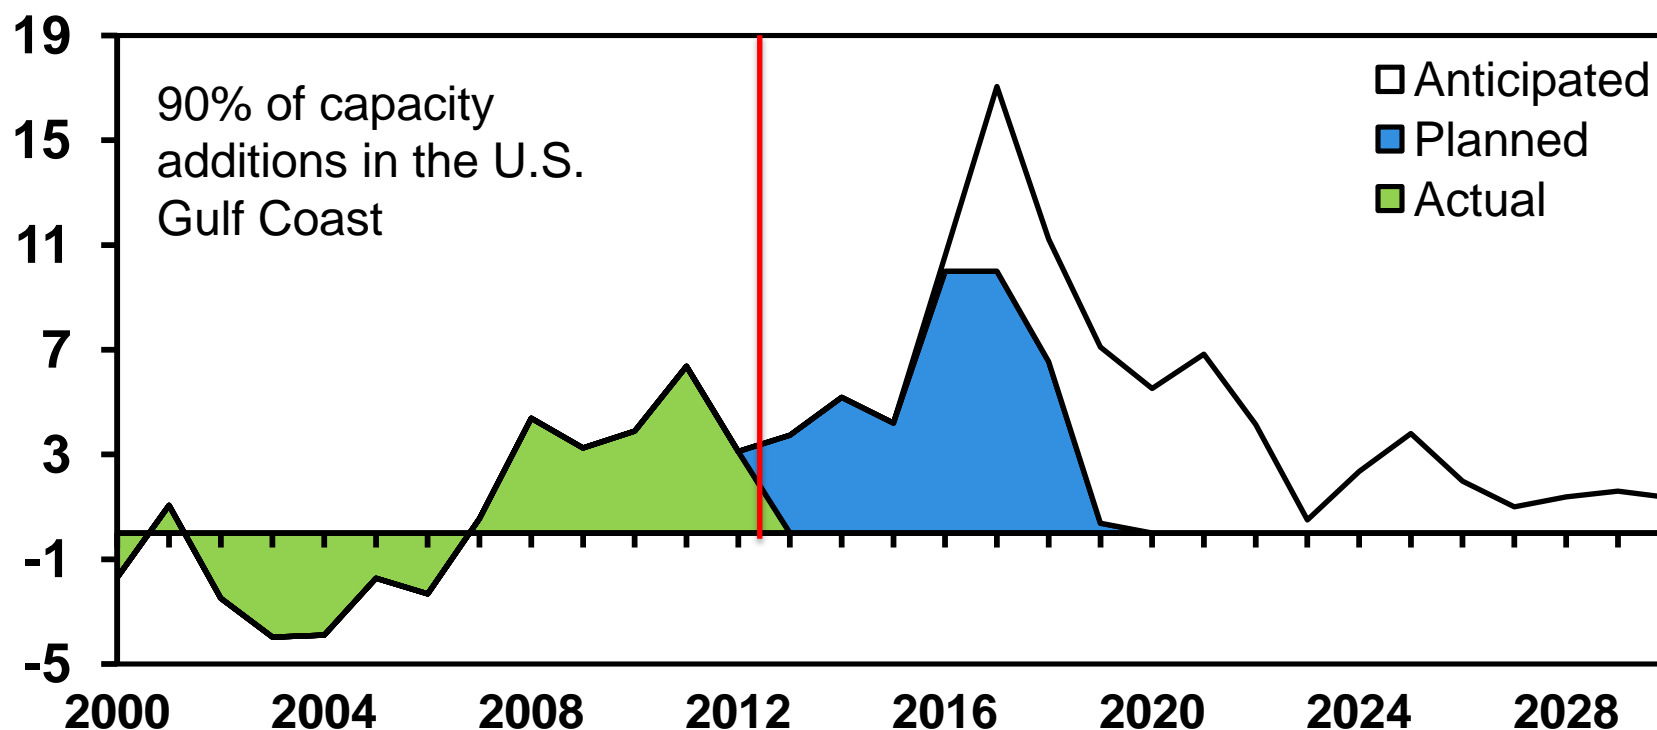 19
15
11
7
3
-1
-5
90% of capacity
additions in the U.S.
Gulf Coast
Anticipated
Planned
Actual
2000 2004 2008 2012 2016 2020 2024 2028